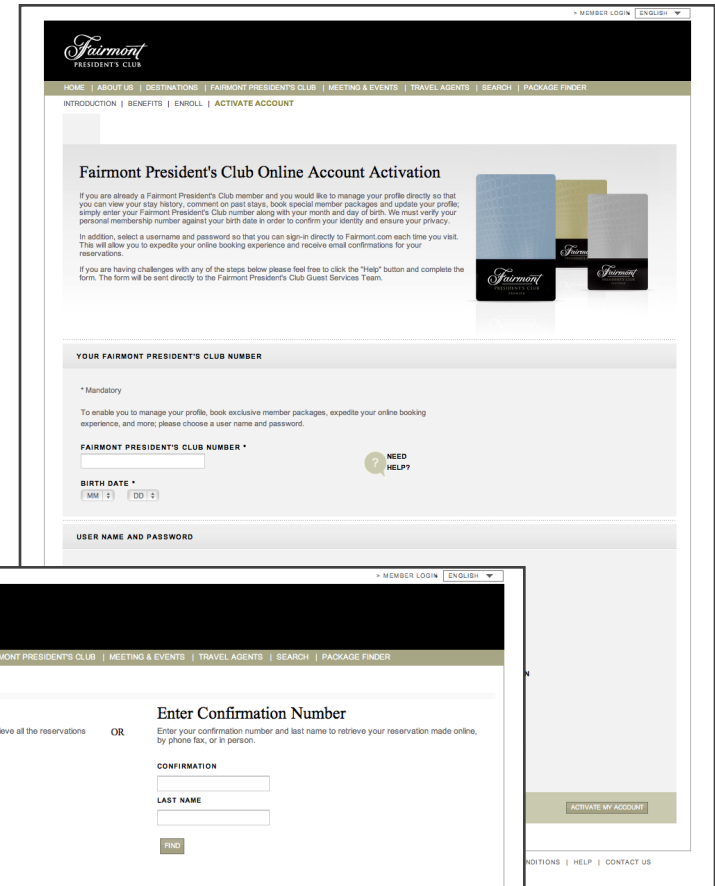 > MEMBER LOGIN ENGLISH
Fairmont
PRESIDENT'S CLUB
HOME | ABOUT US | DESTINATIONS | FAIRMONT PRESIDENT'S CLUB | MEETING & EVENTS | TRAVEL AGENTS | SEARCH | PACKAGE FINDER
INTRODUCTION | BENEFITS | ENROLL | ACTIVATE ACCOUNT
Fairmont President's Club Online Account Activation
If you are already a Fairmont President's Club member and you would like to manage your profile directly so that
you can view your stay history, comment on past stays, book special member packages and update your profile;
simply enter your Fairmont President's Club number along with your month and day of birth. We must verify your
personal membership number against your birth date in order to confirm your identity and ensure your privacy.
In addition, select a username and password so that you can sign-in directly to Fairmont.com each time you visit.
This will allow you to expedite your online booking experience and receive email confirmations for your
reservations.
If you are having challenges with any of the steps below please feel free to click the "Help" button and complete the
form. The form will be sent directly to the Fairmont President's Club Guest Services Team.
Fairmont
PRESIDENT'S CLUB
Fairmont
PRESIDENT'S CLUB
YOUR FAIRMONT PRESIDENT'S CLUB NUMBER
* Mandatory
To enable you to manage your profile, book exclusive member packages, expedite your online booking
experience, and more; please choose a user name and password.
FAIRMONT PRESIDENT'S CLUB NUMBER *
? NEED
HELP?
BIRTH DATE *
MM DD
USER NAME AND PASSWORD
> MEMBER LOGIN ENGLISH
MONT PRESIDENT'S CLUB | MEETING & EVENTS | TRAVEL AGENTS | SEARCH | PACKAGE FINDER
N
Enter Confirmation Number
eve all the reservations
OR
Enter your confirmation number and last name to retrieve your reservation made online,
by phone fax, or in person.
CONFIRMATION
LAST NAME
ACTIVATE MY ACCOUNT
FIND
NDITIONS | HELP | CONTACT US